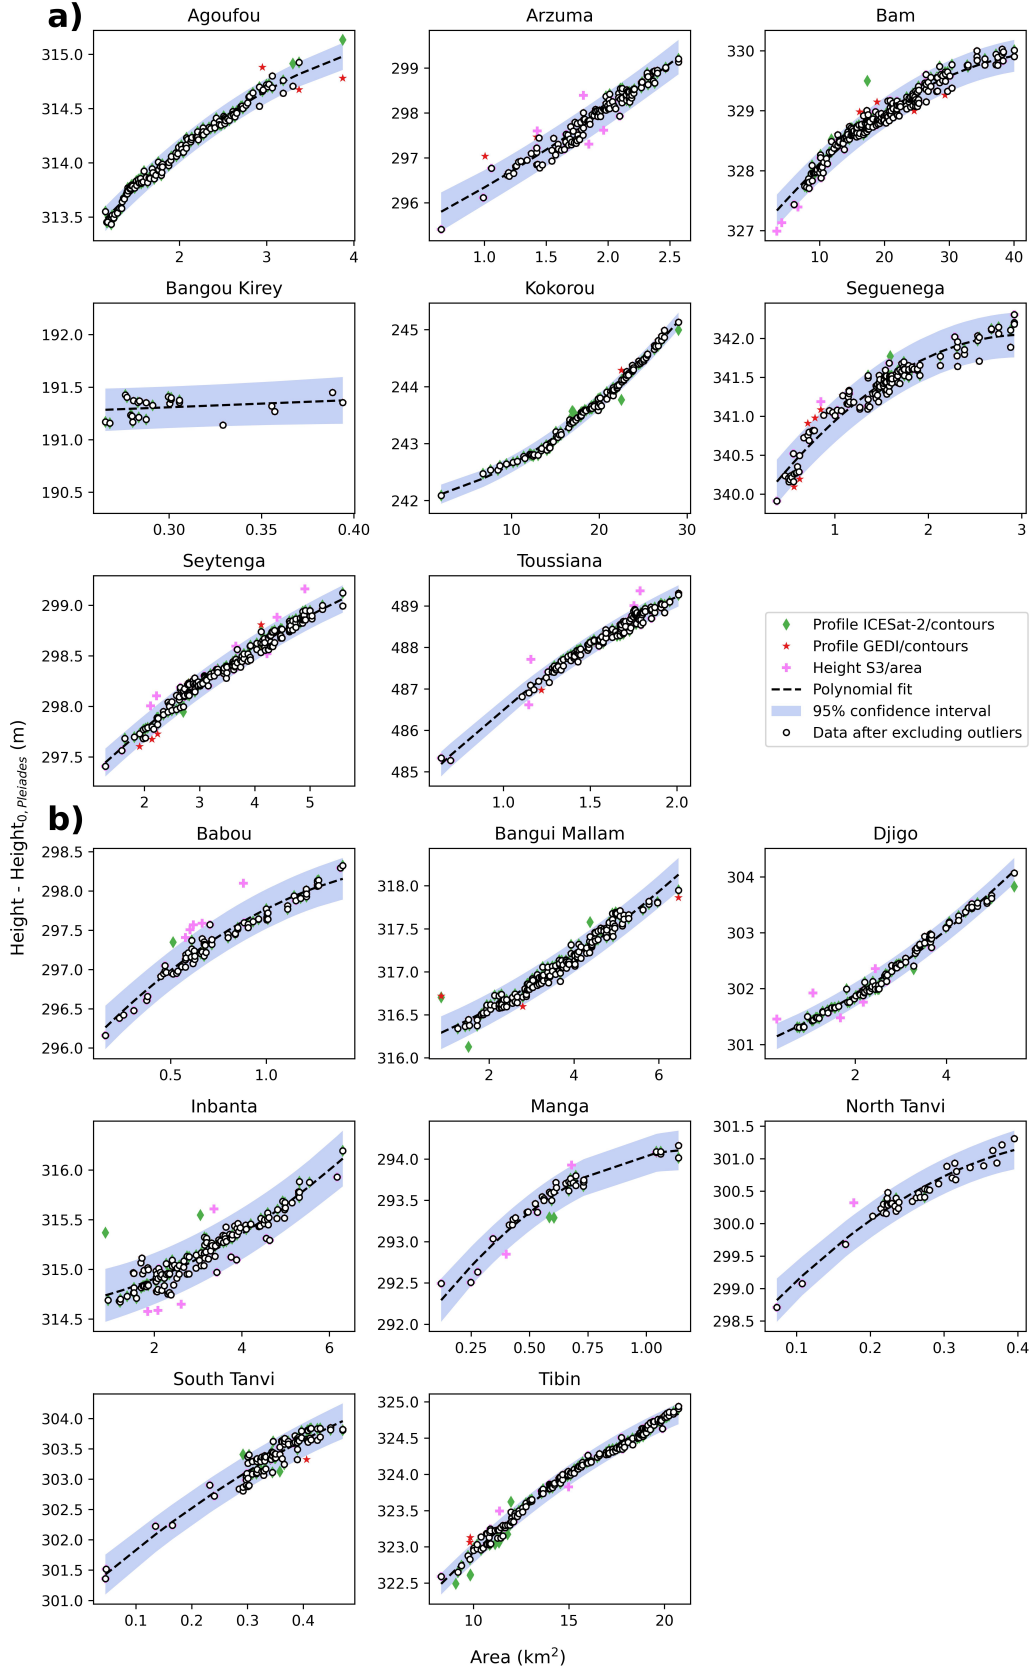 a)
Agoufou
Arzuma
Bam
315.0
314.5
314.0
313.5
2 3 4
299
298
297
296
1.0 1.5 2.0 2.5
330
329
328
327
10 20 30 40
Bangou Kirey
Kokorou
Seguenega
192.0
191.5
191.0
190.5
0.30 0.35 0.40
245
244
243
242
10 20 30
342.0
341.5
341.0
340.5
340.0
1 2 3
Seytenga
Toussiana
299.0
298.5
298.0
297.5
2 3 4 5
489
488
487
486
485
1.0 1.5 2.0
Profile ICESat-2/contours
Profile GEDI/contours
Height S3/area
Polynomial fit
95% confidence interval
Data after excluding outliers
Height - Height0, Pleiades (m)
b)
Babou
Bangui Mallam
Djigo
298.5
298.0
297.5
297.0
296.5
296.0
0.5 1.0
318.0
317.5
317.0
316.5
316.0
2 4 6
304
303
302
301
2 4
Inbanta
Manga
North Tanvi
316.0
315.5
315.0
314.5
2 4 6
294.0
293.5
293.0
292.5
292.0
0.25 0.50 0.75 1.00
301.5
301.0
300.5
300.0
299.5
299.0
298.5
0.1 0.2 0.3 0.4
South Tanvi
Tibin
304.0
303.5
303.0
302.5
302.0
301.5
301.0
0.1 0.2 0.3 0.4
325.0
324.5
324.0
323.5
323.0
322.5
10 15 20
Area (km²)